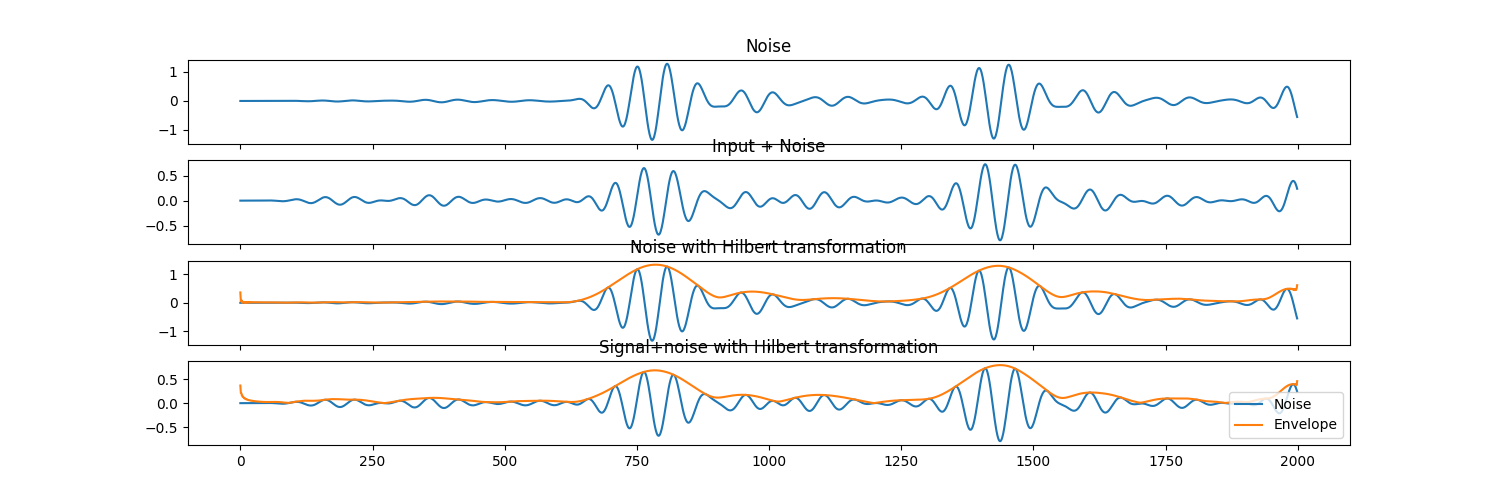 Noise
1
0
−1
Input + Noise
0.5
0.0
−0.5
Noise with Hilbert transformation
1
0
−1
Signal+noise with Hilbert transformation
0.5
0.0
−0.5
Noise
Envelope
0 250 500 750 1000 1250 1500 1750 2000